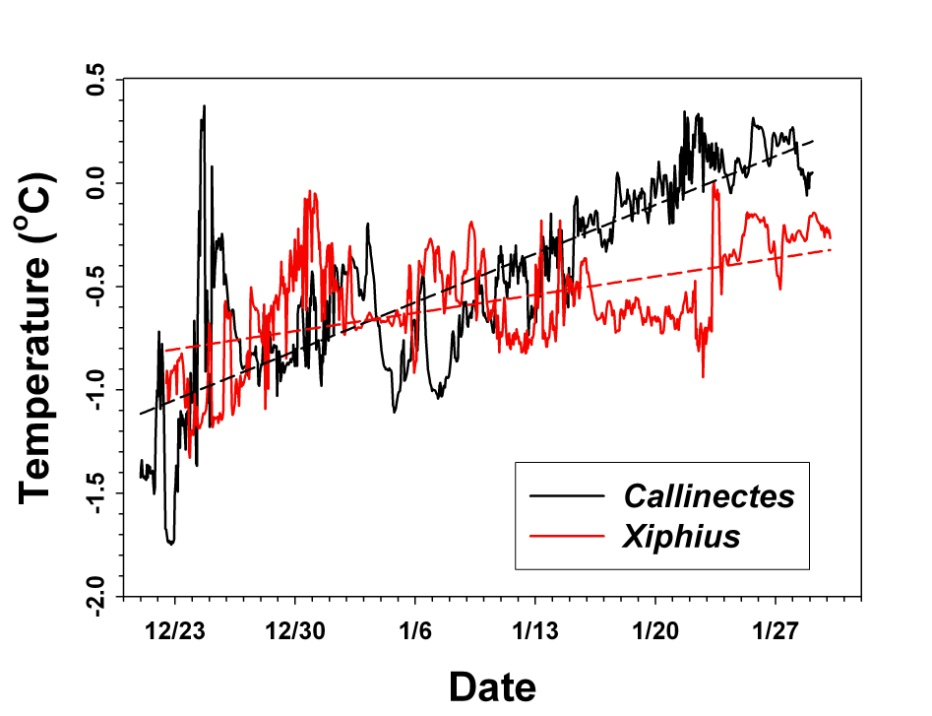 Temperature (°C)
0.5
0.0
-0.5
-1.0
-1.5
-2.0
Callinectes
Xiphius
12/23 12/30 1/6 1/13 1/20 1/27
Date